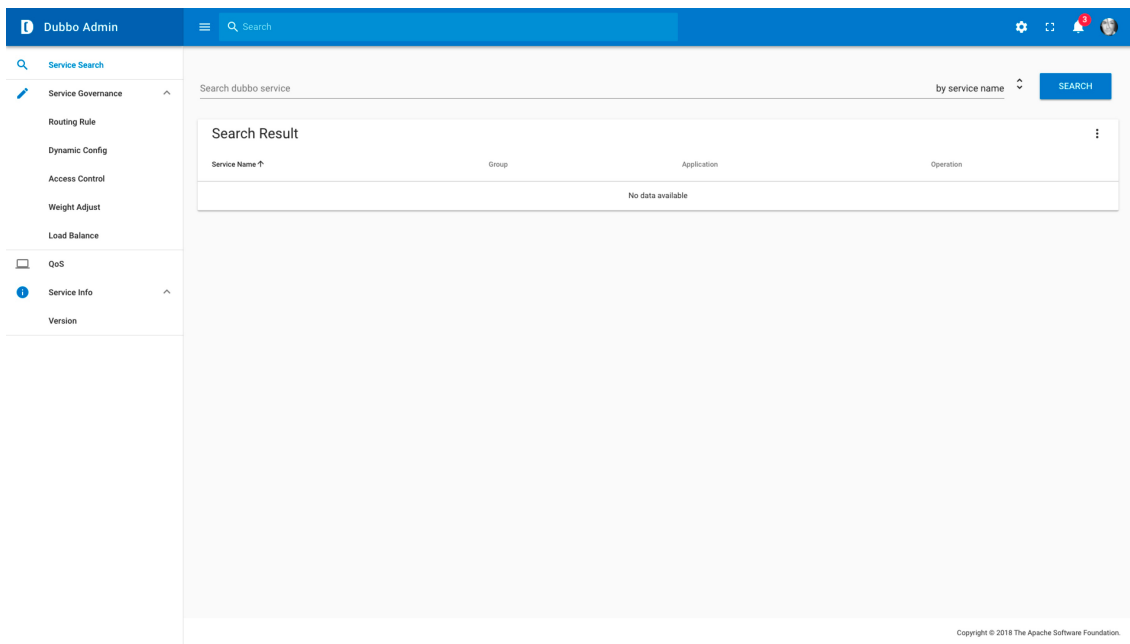 Dubbo Admin
Search
3
Service Search
Service Governance
Routing Rule
Dynamic Config
Access Control
Weight Adjust
Load Balance
QoS
Service Info
Version
Search dubbo service
by service name
SEARCH
Search Result
Service Name Group Application Operation
No data available
Copyright © 2018 The Apache Software Foundation.